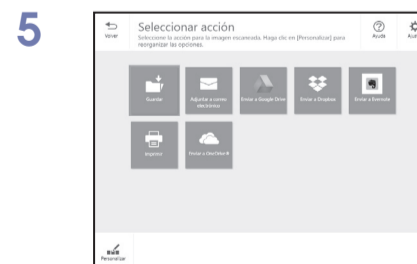 5
Volver
Seleccionar acción
Seleccione la acción para la imagen escaneada. Haga clic en [Personalizar] para
reorganizar las opciones.
Ayuda
Guardar
Adjuntar a correo
electrónico
Enviar a Google Drive
Enviar a Dropbox
Enviar a Evernote
Imprimir
Enviar a OneDrive
Personalizar